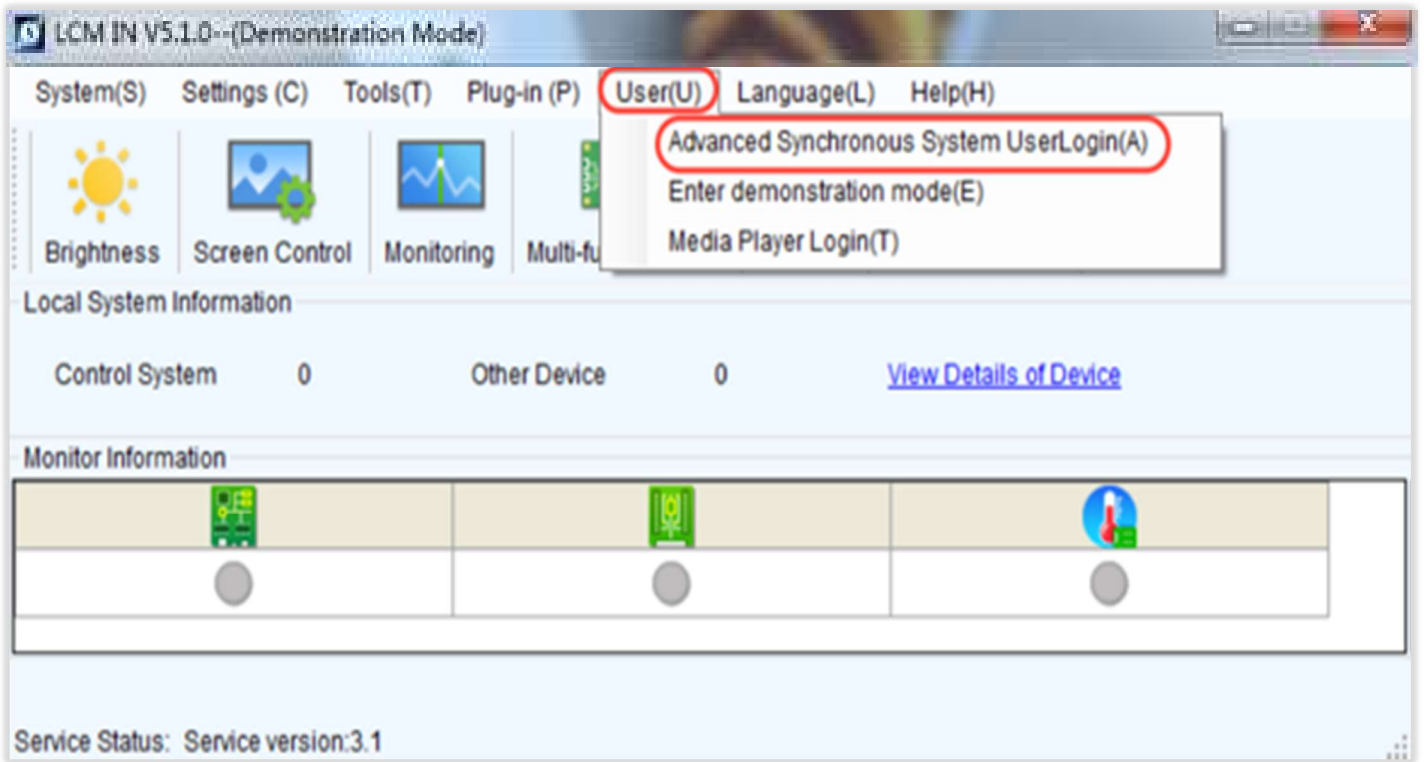 LCM IN V5.1.0--(Demonstration Mode)
System(S) Settings (C) Tools(T) Plug-in (P) User(U) Language(L) Help(H)
Advanced Synchronous System UserLogin(A)
Enter demonstration mode(E)
Media Player Login(T)
Brightness Screen Control Monitoring Multi-fu
Local System Information
Control System 0 Other Device 0 View Details of Device
Monitor Information
Service Status: Service version:3.1